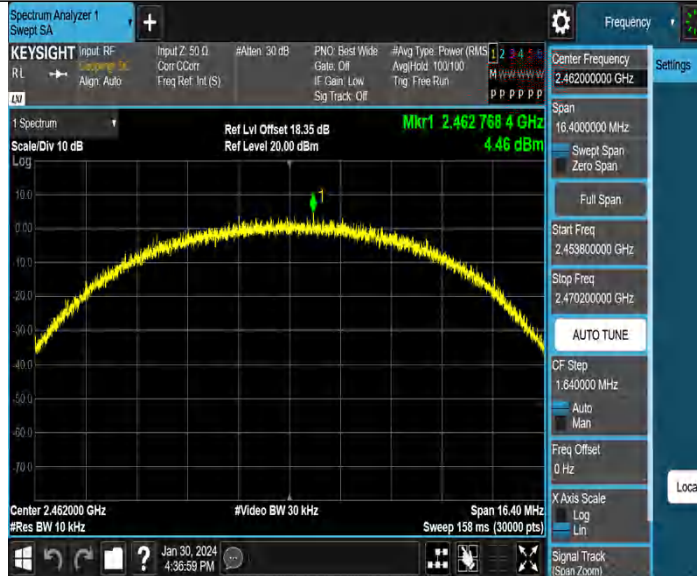 Spectrum Analyzer 1
Swept SA
+
Frequency
KEYSIGHT
RL
Input: RF
Coupling: DC
Align: Auto
Input Z: 50 Ω
Corr CCorr
Freq Ref: Int (S)
#Atten: 30 dB
PNO: Best Wide
Gate: Off
IF Gain: Low
Sig Track: Off
#Avg Type: Power (RMS
Avg|Hold: 100/100
Trig: Free Run
1 2 3 4 5 6
M W W W W W
P P P P P P
LXI
1 Spectrum
Scale/Div 10 dB
Log
Ref Lvl Offset 18.35 dB
Ref Level 20.00 dBm
Mkr1 2.462 768 4 GHz
4.46 dBm
1
10.0
0.00
-10.0
-20.0
-30.0
-40.0
-50.0
-60.0
-70.0
Center 2.462000 GHz
#Res BW 10 kHz
#Video BW 30 kHz
Span 16.40 MHz
Sweep 158 ms (30000 pts)
Center Frequency
2.462000000 GHz
Settings
Span
16.4000000 MHz
Swept Span
Zero Span
Full Span
Start Freq
2.453800000 GHz
Stop Freq
2.470200000 GHz
AUTO TUNE
CF Step
1.640000 MHz
Auto
Man
Freq Offset
0 Hz
X Axis Scale
Log
Lin
Loca
Signal Track
(Span Zoom)
?
Jan 30, 2024
4:36:59 PM